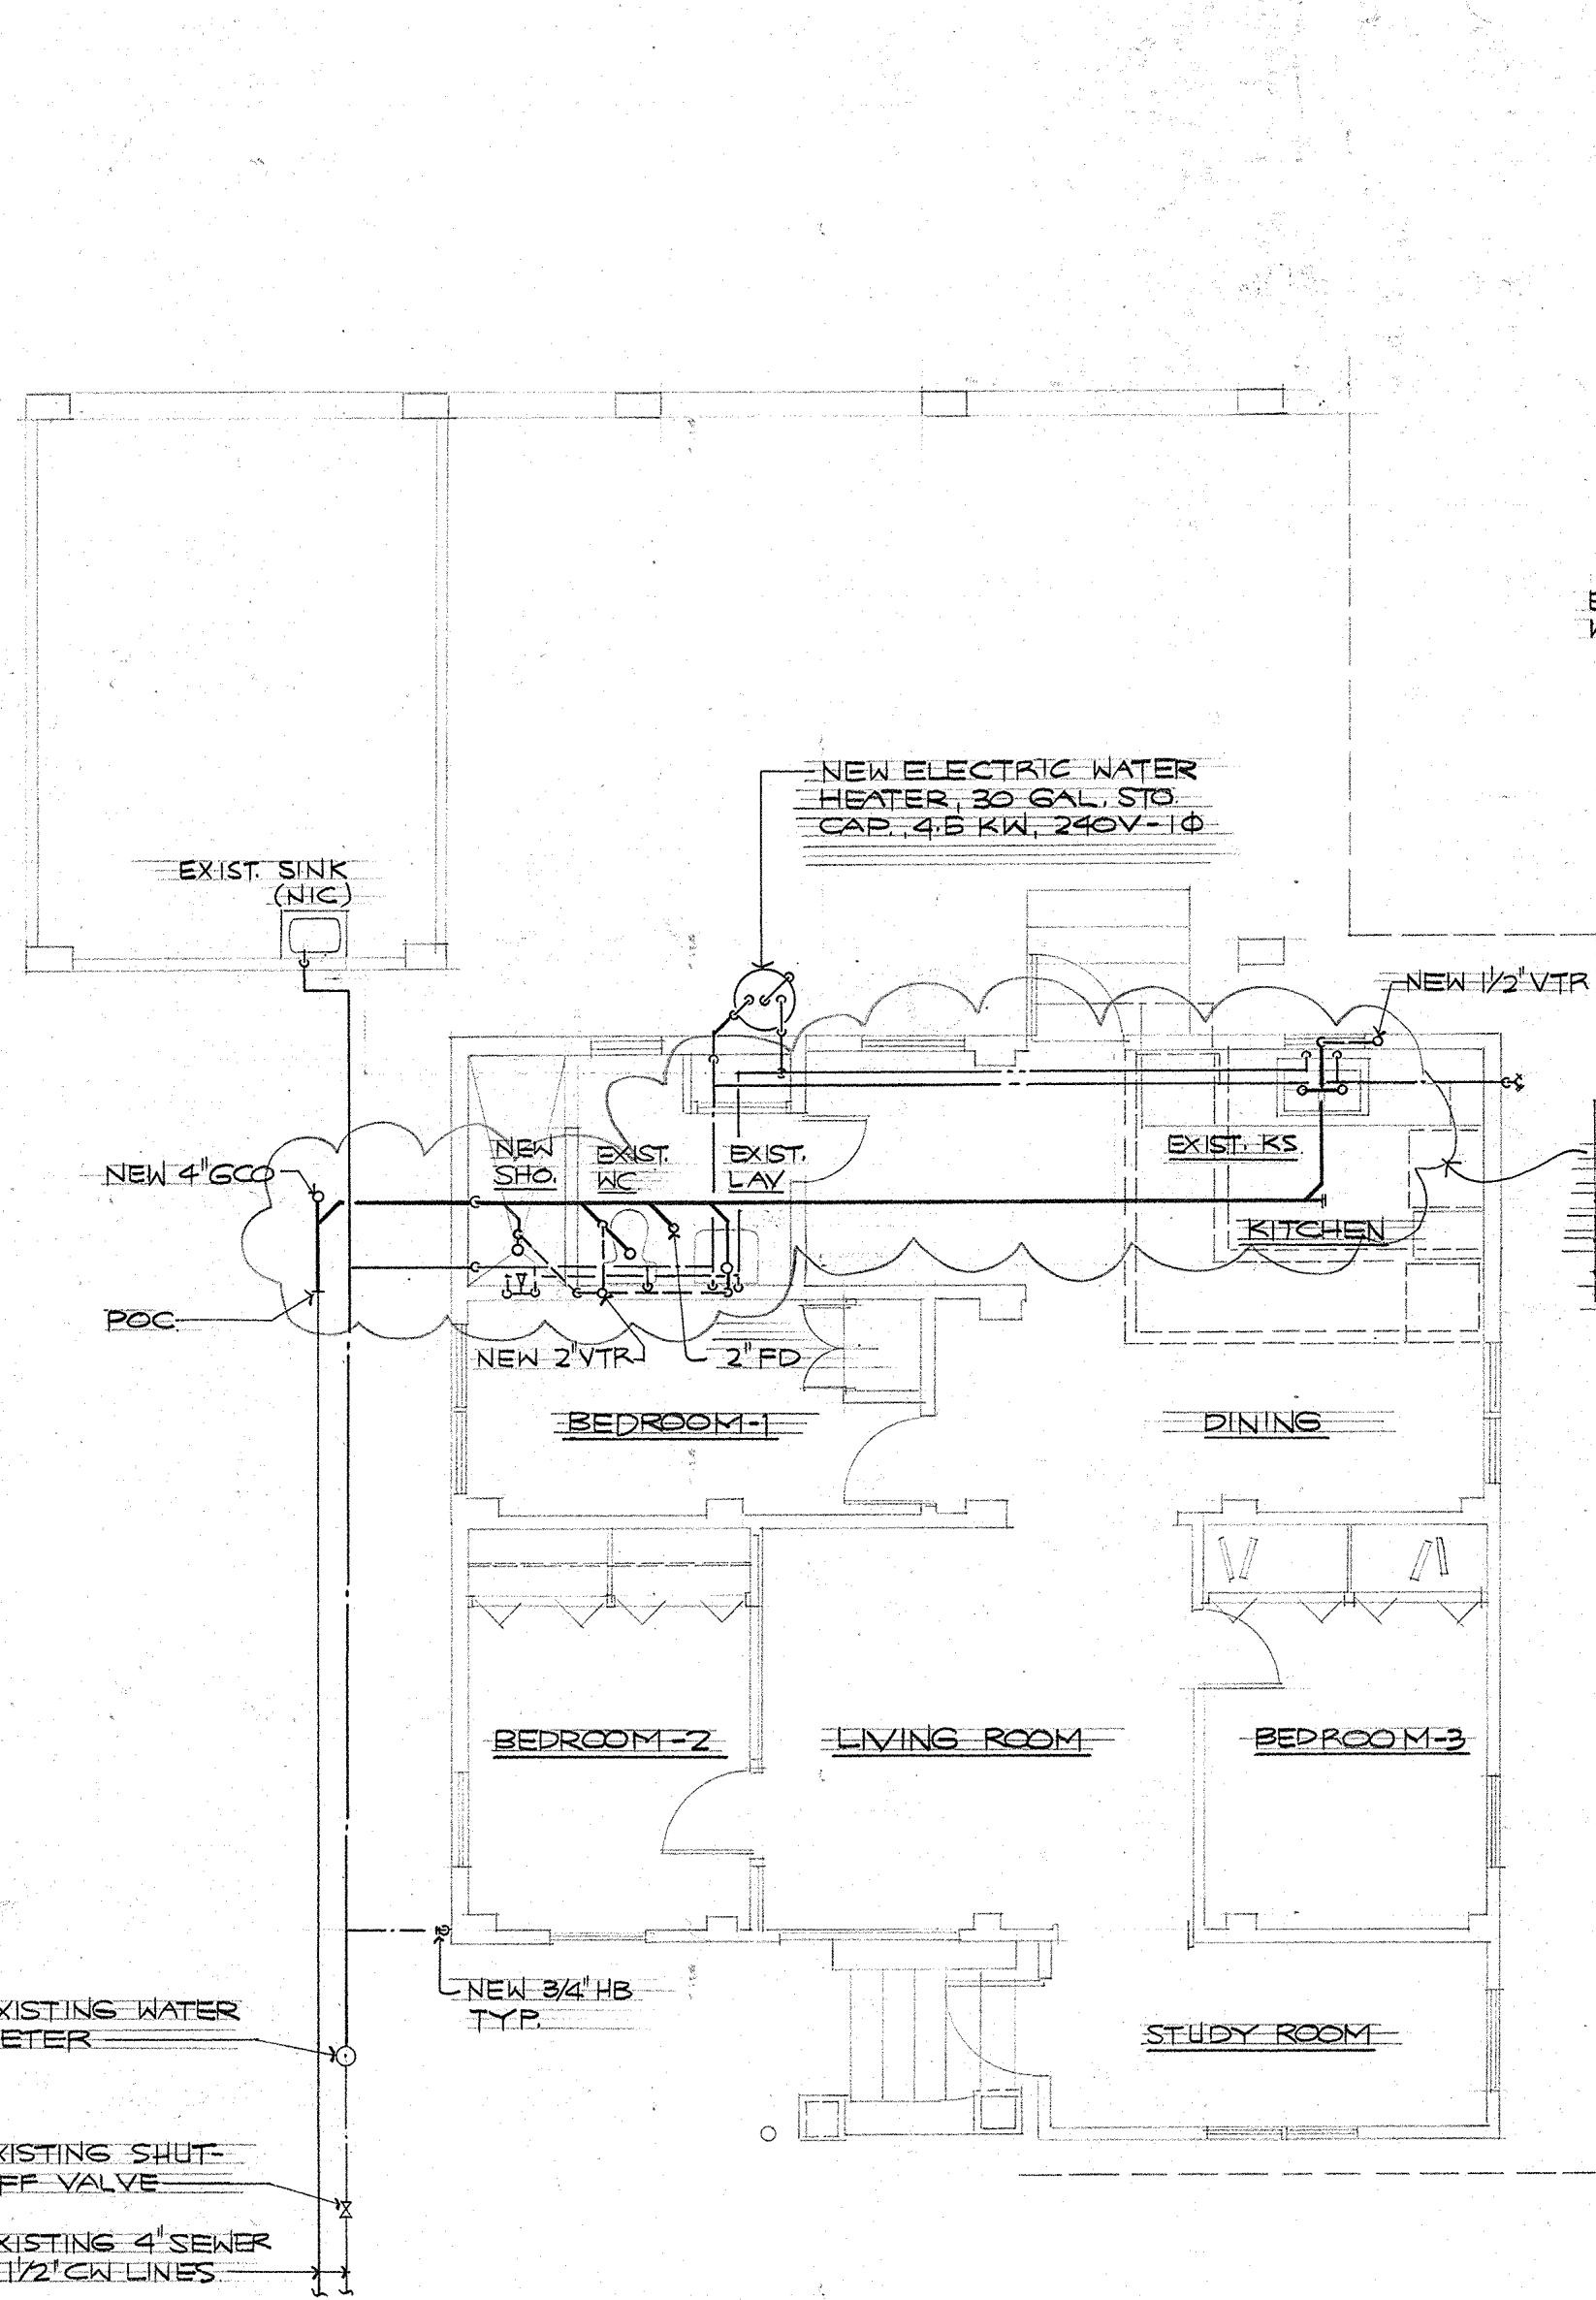 NEW ELECTRIC WATER
HEATER, 30 GAL. STO.
CAP., 4.5 KW, 240V-1Φ
EXIST. SINK
(NIC)
NEW 1½" VTR
NEW 4" GCO
NEW
SHO.
EXIST.
WC
EXIST.
LAV
EXIST. KS
KITCHEN
POC
NEW 2" VTR
2" FD
BEDROOM-1
DINING
BEDROOM-2
LIVING ROOM
BEDROOM-3
NEW 3/4" HB
TYP.
XISTING WATER
ETER
STUDY ROOM
XISTING SHUT-
FF VALVE
XISTING 4" SEWER
1½" CW LINES